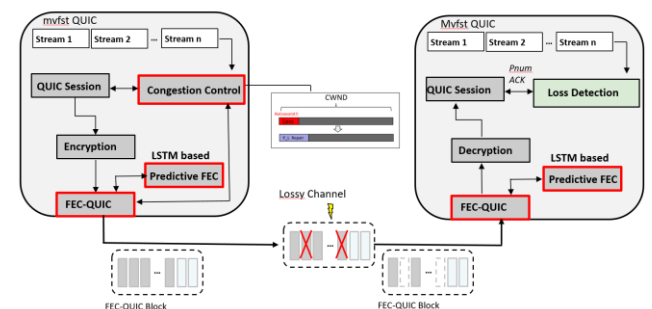 mvfst QUIC
Stream 1 Stream 2 ... Stream n
QUIC Session
Congestion Control
Encryption
LSTM based
Predictive FEC
FEC-QUIC
CWND
Lossy Channel
FEC-QUIC Block
Mvfst QUIC
Stream 1 Stream 2 ... Stream n
Pnum
ACK
QUIC Session
Loss Detection
Decryption
LSTM based
Predictive FEC
FEC-QUIC
FEC-QUIC Block